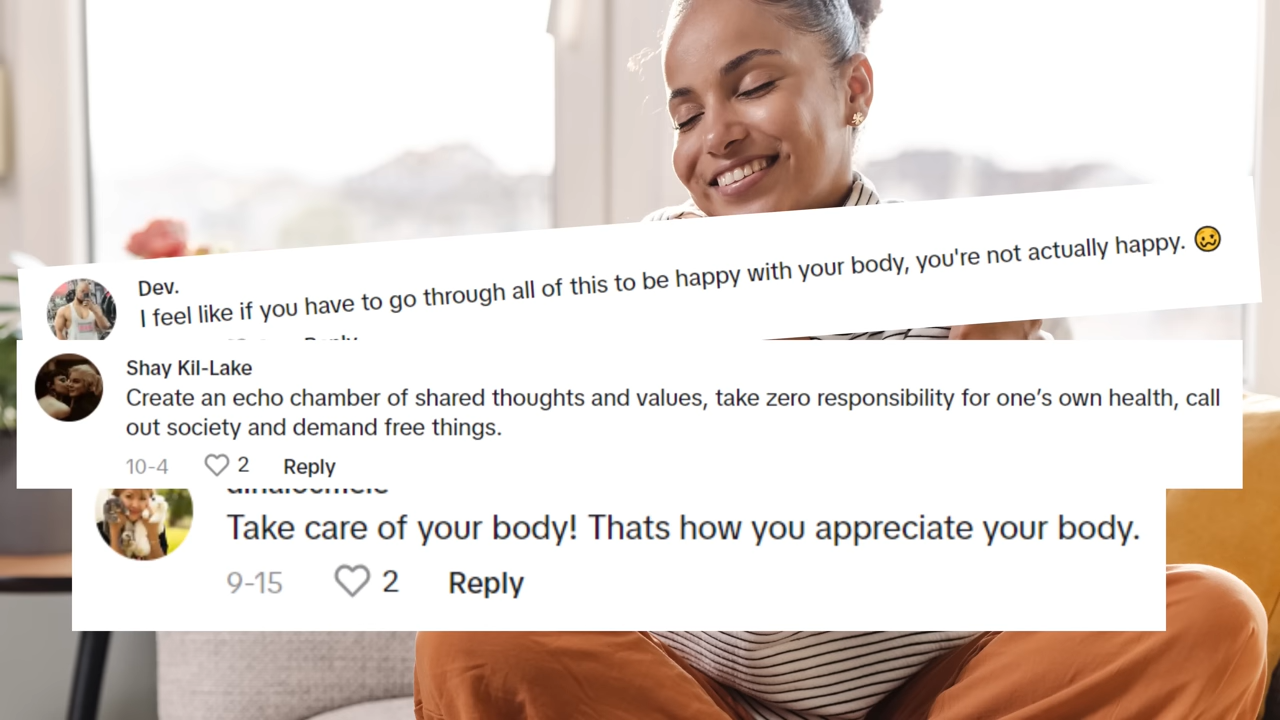 Dev.
I feel like if you have to go through all of this to be happy with your body, you're not actually happy. 🥴
Reply
Shay Kil-Lake
Create an echo chamber of shared thoughts and values, take zero responsibility for one’s own health, call
out society and demand free things.
10-4 2 Reply
Take care of your body! Thats how you appreciate your body.
9-15 2 Reply